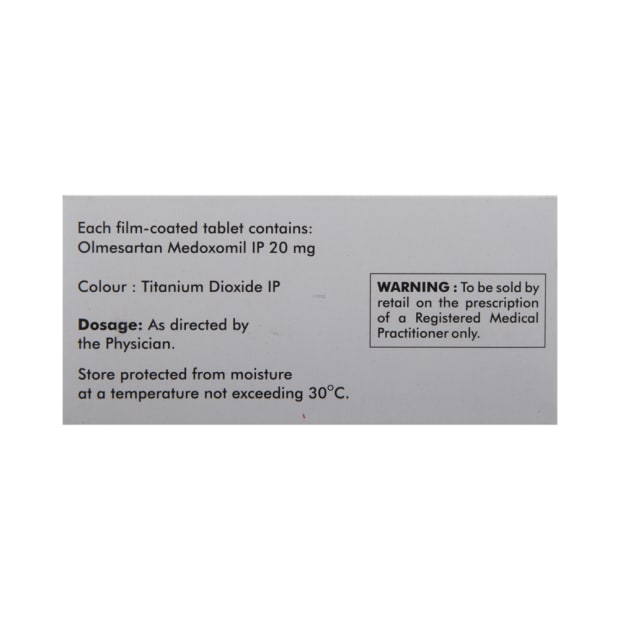 Each film-coated tablet contains:
Olmesartan Medoxomil IP 20 mg
Colour : Titanium Dioxide IP
Dosage: As directed by
the Physician.
Store protected from moisture
at a temperature not exceeding 30°C.
WARNING : To be sold by
retail on the prescription
of a Registered Medical
Practitioner only.